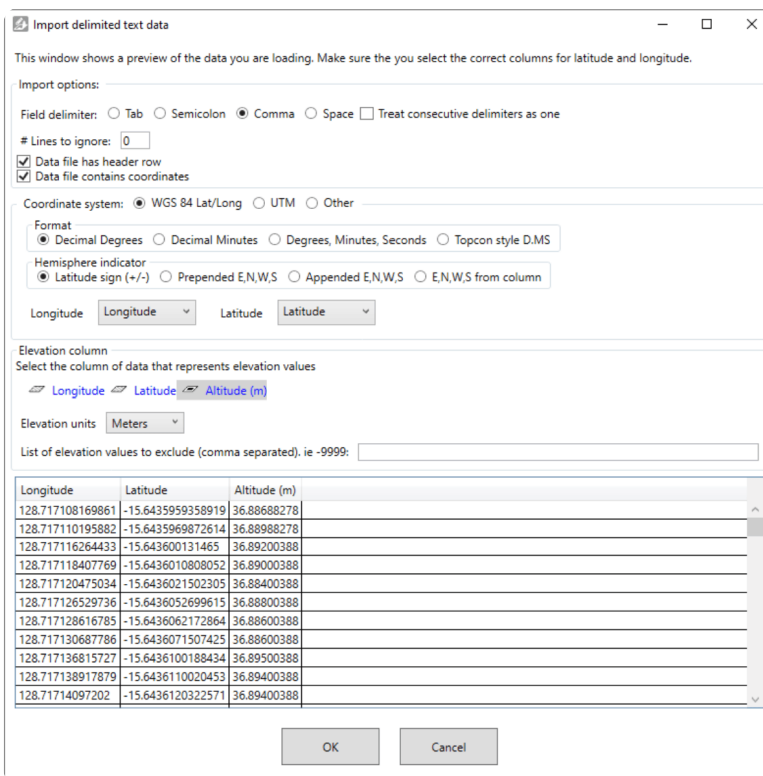 Import delimited text data
This window shows a preview of the data you are loading. Make sure the you select the correct columns for latitude and longitude.
Import options:
Field delimiter: Tab Semicolon Comma Space Treat consecutive delimiters as one
# Lines to ignore: 0
Data file has header row
Data file contains coordinates
Coordinate system: WGS 84 Lat/Long UTM Other
Format
Decimal Degrees Decimal Minutes Degrees, Minutes, Seconds Topcon style D.MS
Hemisphere indicator
Latitude sign (+/-) Prepended E,N,W,S Appended E,N,W,S E,N,W,S from column
Longitude Longitude Latitude Latitude
Elevation column
Select the column of data that represents elevation values
Longitude Latitude Altitude (m)
Elevation units Meters
List of elevation values to exclude (comma separated). ie -9999:
Longitude Latitude Altitude (m)
128.717108169861 -15.6435959358919 36.88688278
128.717110195882 -15.6435969872614 36.88988278
128.717116264433 -15.643600131465 36.89200388
128.717118407769 -15.6436010808052 36.89000388
128.717120475034 -15.6436021502305 36.88400388
128.717126529736 -15.6436052699615 36.88800388
128.717128616785 -15.6436062172864 36.88600388
128.717130687786 -15.6436071507425 36.88600388
128.717136815727 -15.6436100188434 36.89500388
128.717138917879 -15.6436110020453 36.89400388
128.71714097202 -15.6436120322571 36.89400388
OK Cancel